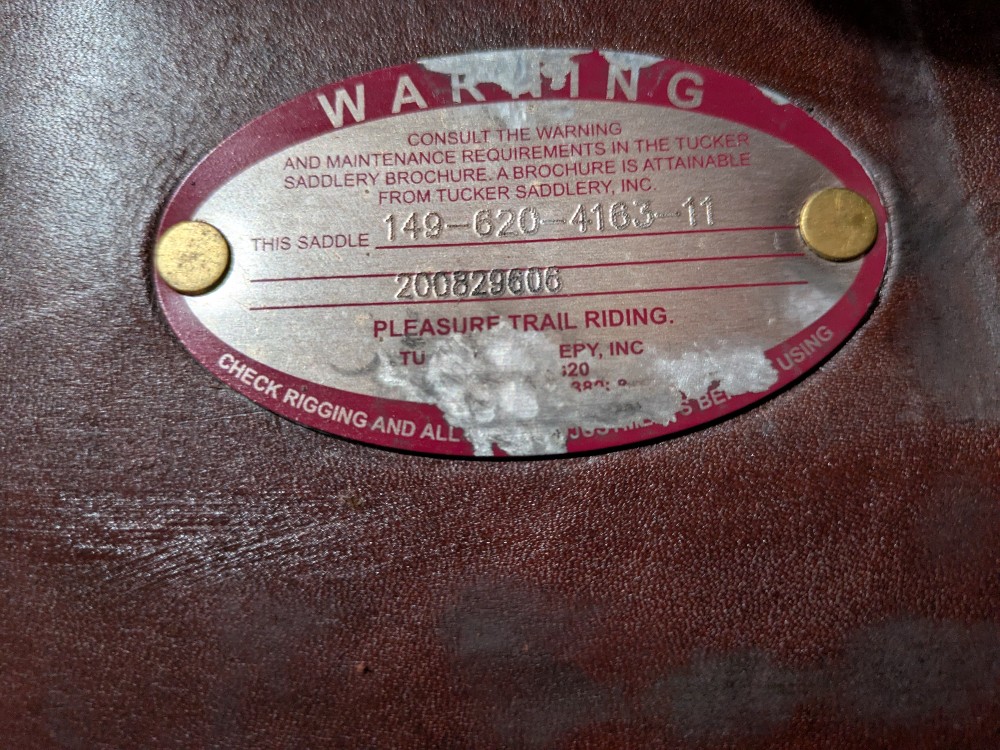 WARNING
CONSULT THE WARNING
AND MAINTENANCE REQUIREMENTS IN THE TUCKER
SADDLERY BROCHURE. A BROCHURE IS ATTAINABLE
FROM TUCKER SADDLERY, INC.
THIS SADDLE 149-620-4163-11
200829606
PLEASURE TRAIL RIDING.
INC
CHECK RIGGING AND ALL USING